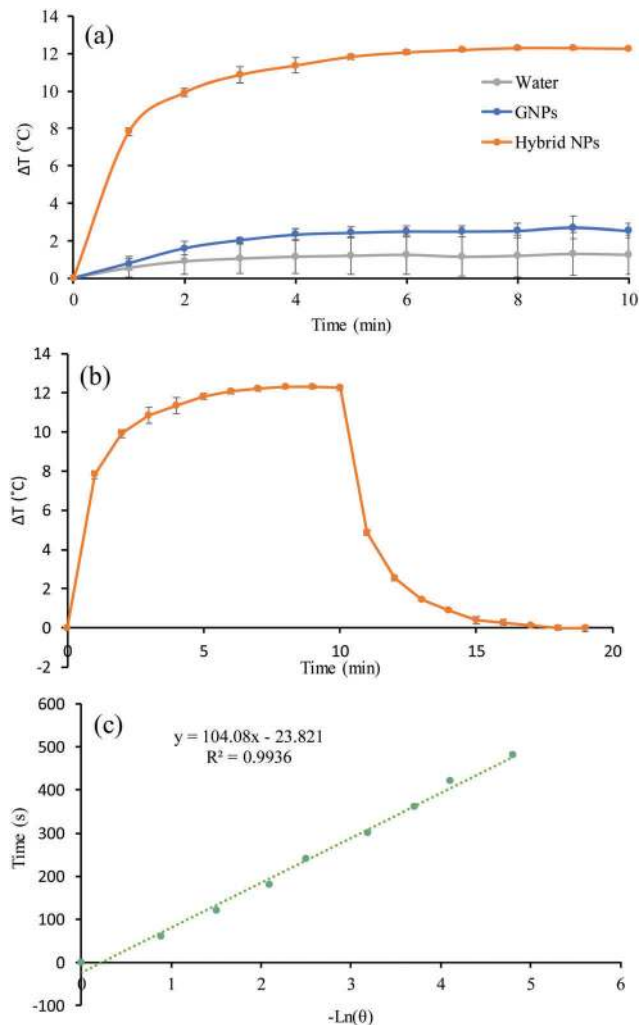 (a)
14
12
10
8
6
4
2
0
ΔT (˚C)
Water
GNPs
Hybrid NPs
0 2 4 6 8 10
Time (min)
(b)
14
12
10
8
6
4
2
0
-2
ΔT (˚C)
0 5 10 15 20
Time (min)
(c)
y = 104.08x - 23.821
R² = 0.9936
600
500
400
300
200
100
0
-100
Time (s)
0 1 2 3 4 5 6
-Ln(θ)